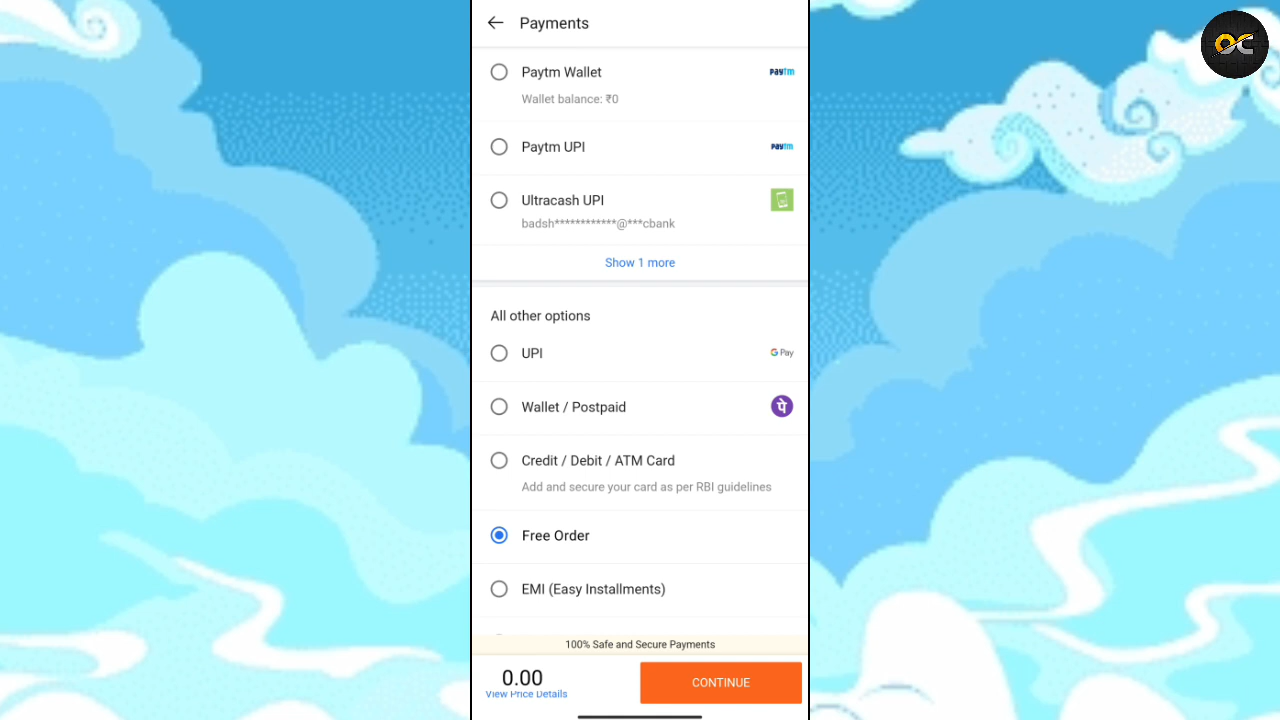 Payments
Paytm Wallet
paytm
Wallet balance: ₹0
Paytm UPI
paytm
Ultracash UPI
badsh************@***cbank
Show 1 more
All other options
UPI
G Pay
Wallet / Postpaid
पे
Credit / Debit / ATM Card
Add and secure your card as per RBI guidelines
Free Order
EMI (Easy Installments)
100% Safe and Secure Payments
0.00
View Price Details
CONTINUE